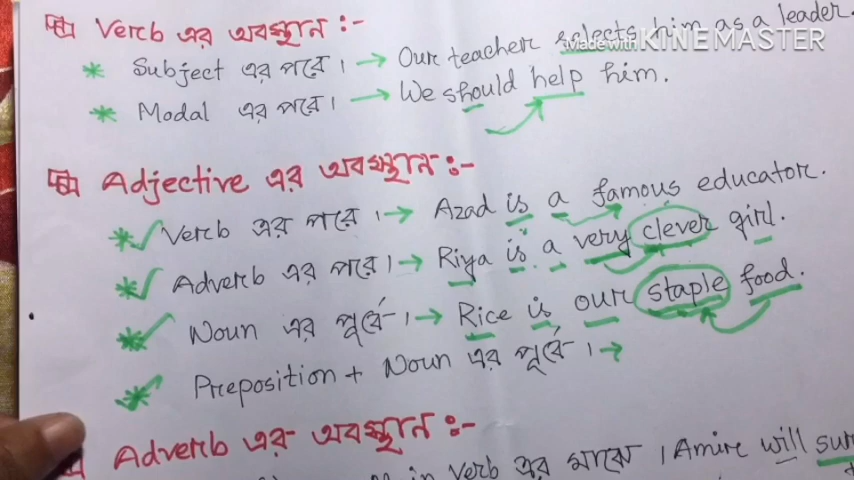 Verb এর অবস্থান :-
Subject এর পরে । → Our teacher selects him as a leader.
Made with KINEMASTER
Modal এর পরে । → We should help him.
Adjective এর অবস্থান :-
Verb এর পরে । → Azad is a famous educator.
Adverb এর পরে । → Riya is a very clever girl.
Noun এর পূর্বে । → Rice is our staple food.
Preposition + Noun এর পূর্বে । →
Adverb এর অবস্থান :-
in Verb এর মাঝে । Amire will